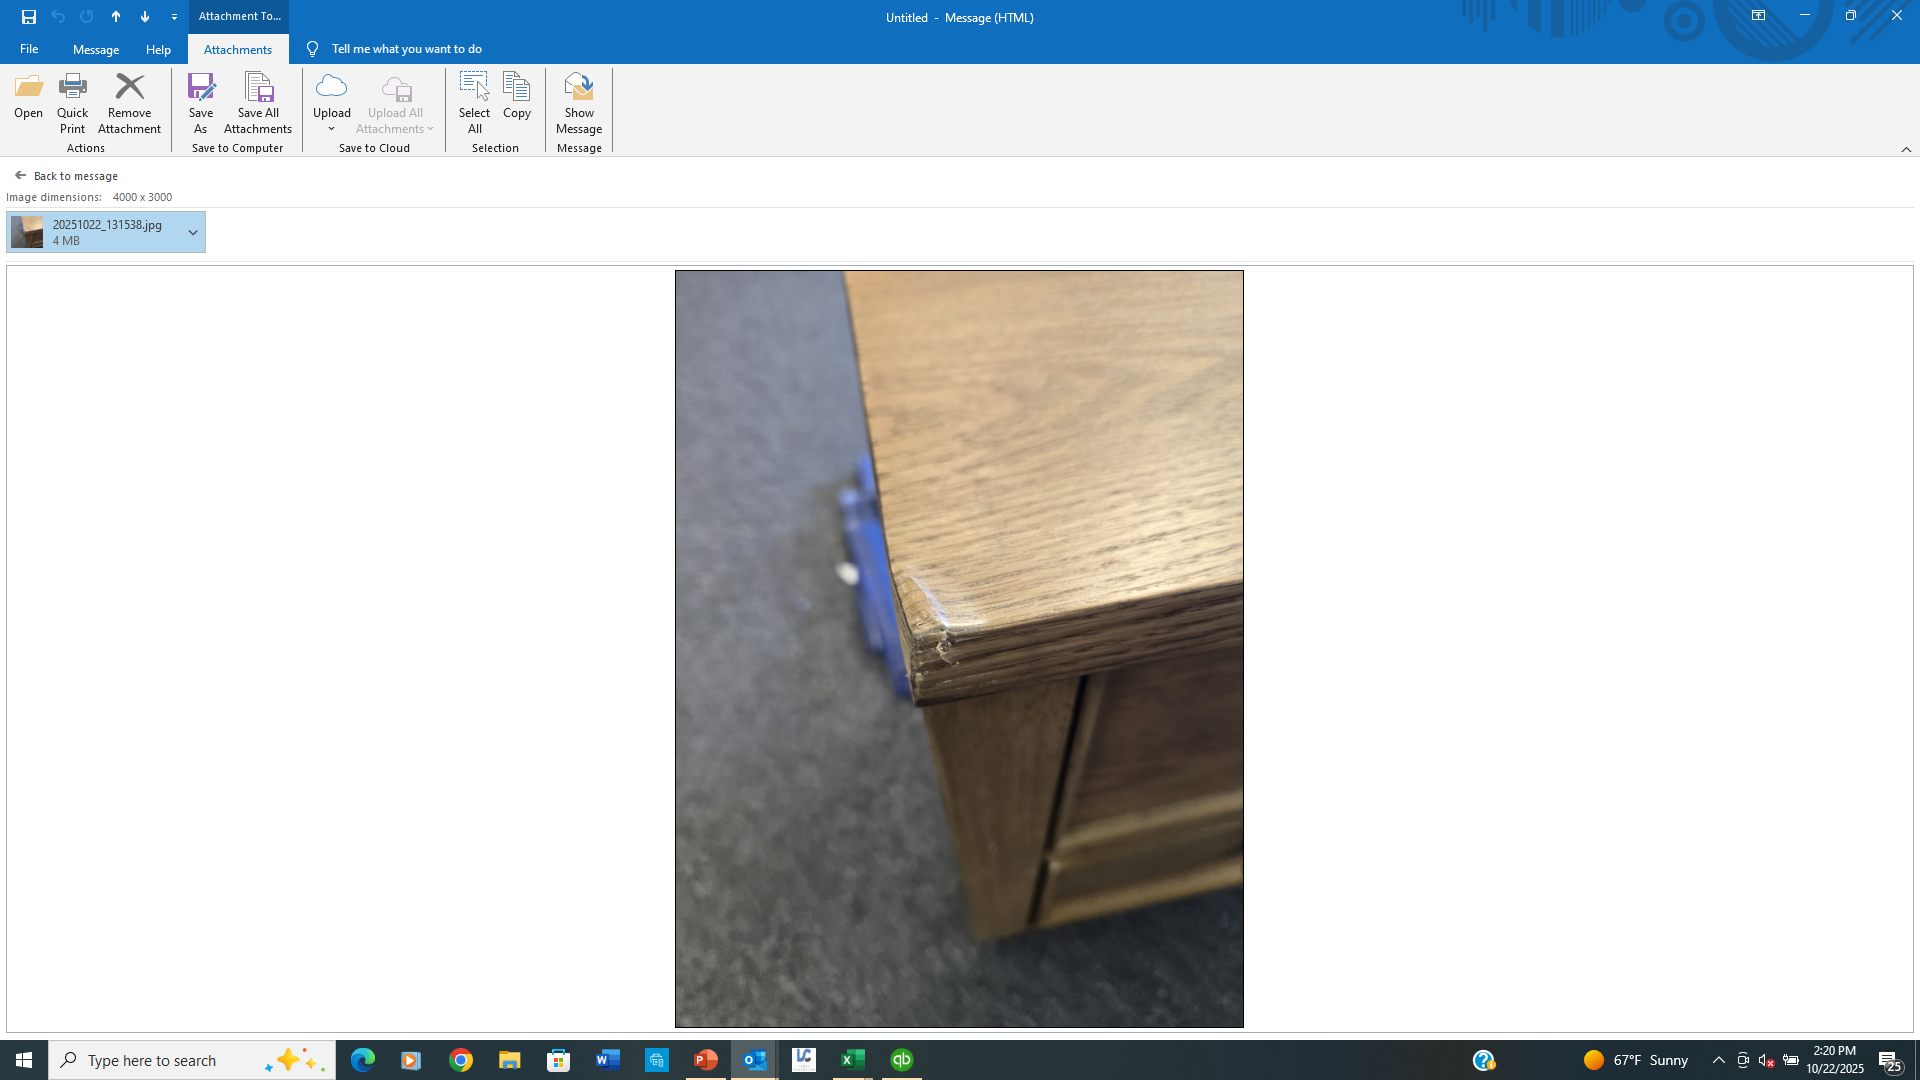 Attachment To...
Untitled - Message (HTML)
File
Message
Help
Attachments
Tell me what you want to do
Open
Quick
Print
Remove
Attachment
Actions
Save
As
Save All
Attachments
Save to Computer
Upload
Upload All
Attachments
Save to Cloud
Select
All
Copy
Selection
Show
Message
Message
Back to message
Image dimensions: 4000 x 3000
20251022_131538.jpg
4 MB
Type here to search
67°F Sunny
2:20 PM
10/22/2025
25